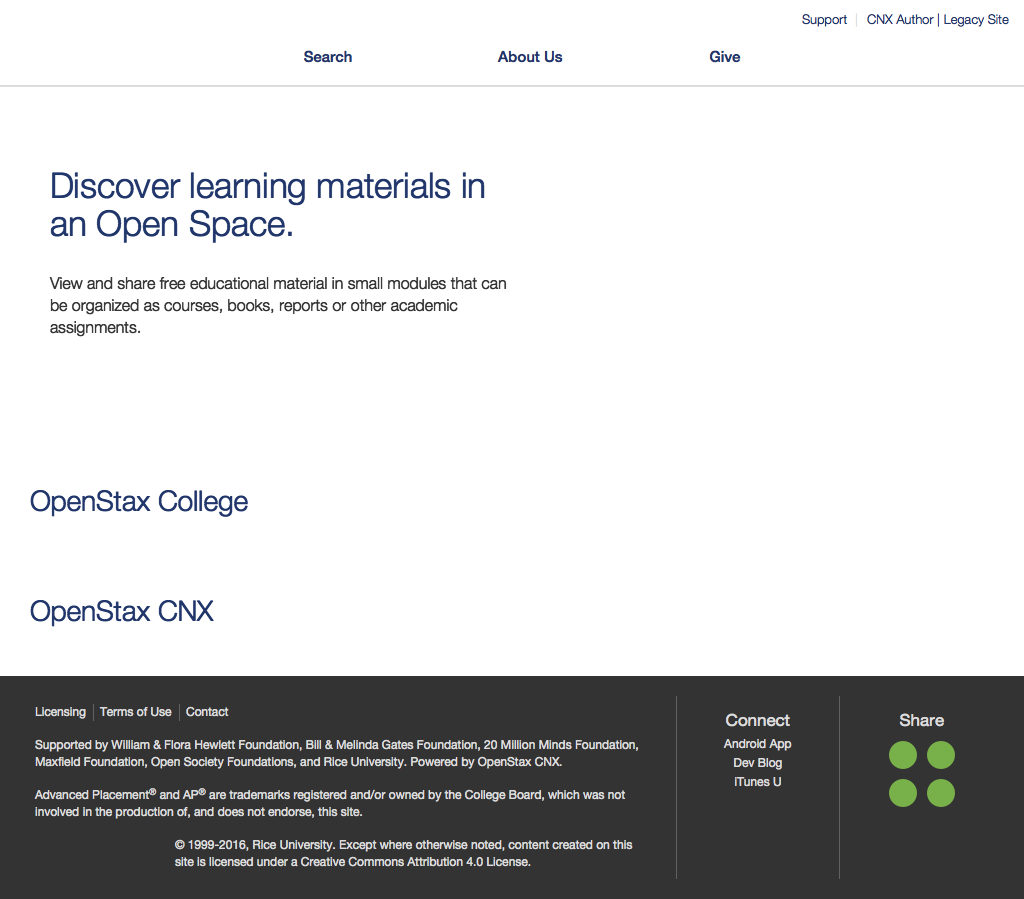 Support | CNX Author | Legacy Site
Search About Us Give
Discover learning materials in
an Open Space.
View and share free educational material in small modules that can
be organized as courses, books, reports or other academic
assignments.
OpenStax College
OpenStax CNX
Licensing | Terms of Use | Contact
Supported by William & Flora Hewlett Foundation, Bill & Melinda Gates Foundation, 20 Million Minds Foundation,
Maxfield Foundation, Open Society Foundations, and Rice University. Powered by OpenStax CNX.
Advanced Placement® and AP® are trademarks registered and/or owned by the College Board, which was not
involved in the production of, and does not endorse, this site.
© 1999-2016, Rice University. Except where otherwise noted, content created on this
site is licensed under a Creative Commons Attribution 4.0 License.
Connect
Android App
Dev Blog
iTunes U
Share